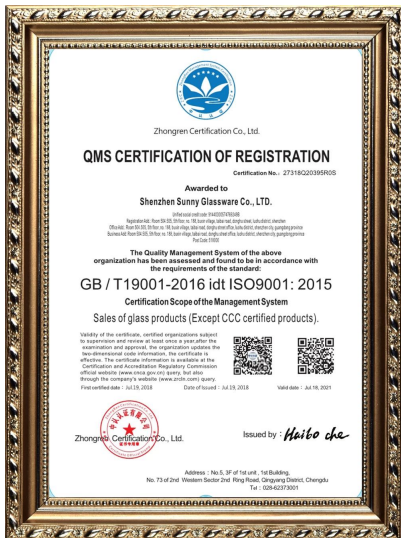 Zhongren Certification Co., Ltd.
QMS CERTIFICATION OF REGISTRATION
Certification No.: 27318Q20395R0S
Awarded to
Shenzhen Sunny Glassware Co., LTD.
Post Code: 518000
The Quality Management System of the above
organization has been assessed and found to be in accordance with
the requirements of the standard:
GB / T19001-2016 idt ISO9001: 2015
Certification Scope of the Management System
Sales of glass products (Except CCC certified products).
Validity of the certificate, certified organizations subject
to supervision and review at least once a year,after the
examination and approval, the organization updates the
two-dimensional code information, the certificate is
effective. The certificate information is available at the
Certification and Accreditation Regulatory Commission
official website (www.cnca.gov.cn) query, but also
through the company's website (www.zrcln.com) query.
First certified date : Jul.19, 2018 Date of Issued : Jul.19, 2018 Valid date : Jul.18, 2021
Zhongren Certification Co., Ltd.
Issued by : Haibo che
Address : No.5, 3F of 1st unit , 1st Building,
No. 73 of 2nd Western Sector 2nd Ring Road, Qingyang District, Chengdu
Tel : 028-62373001